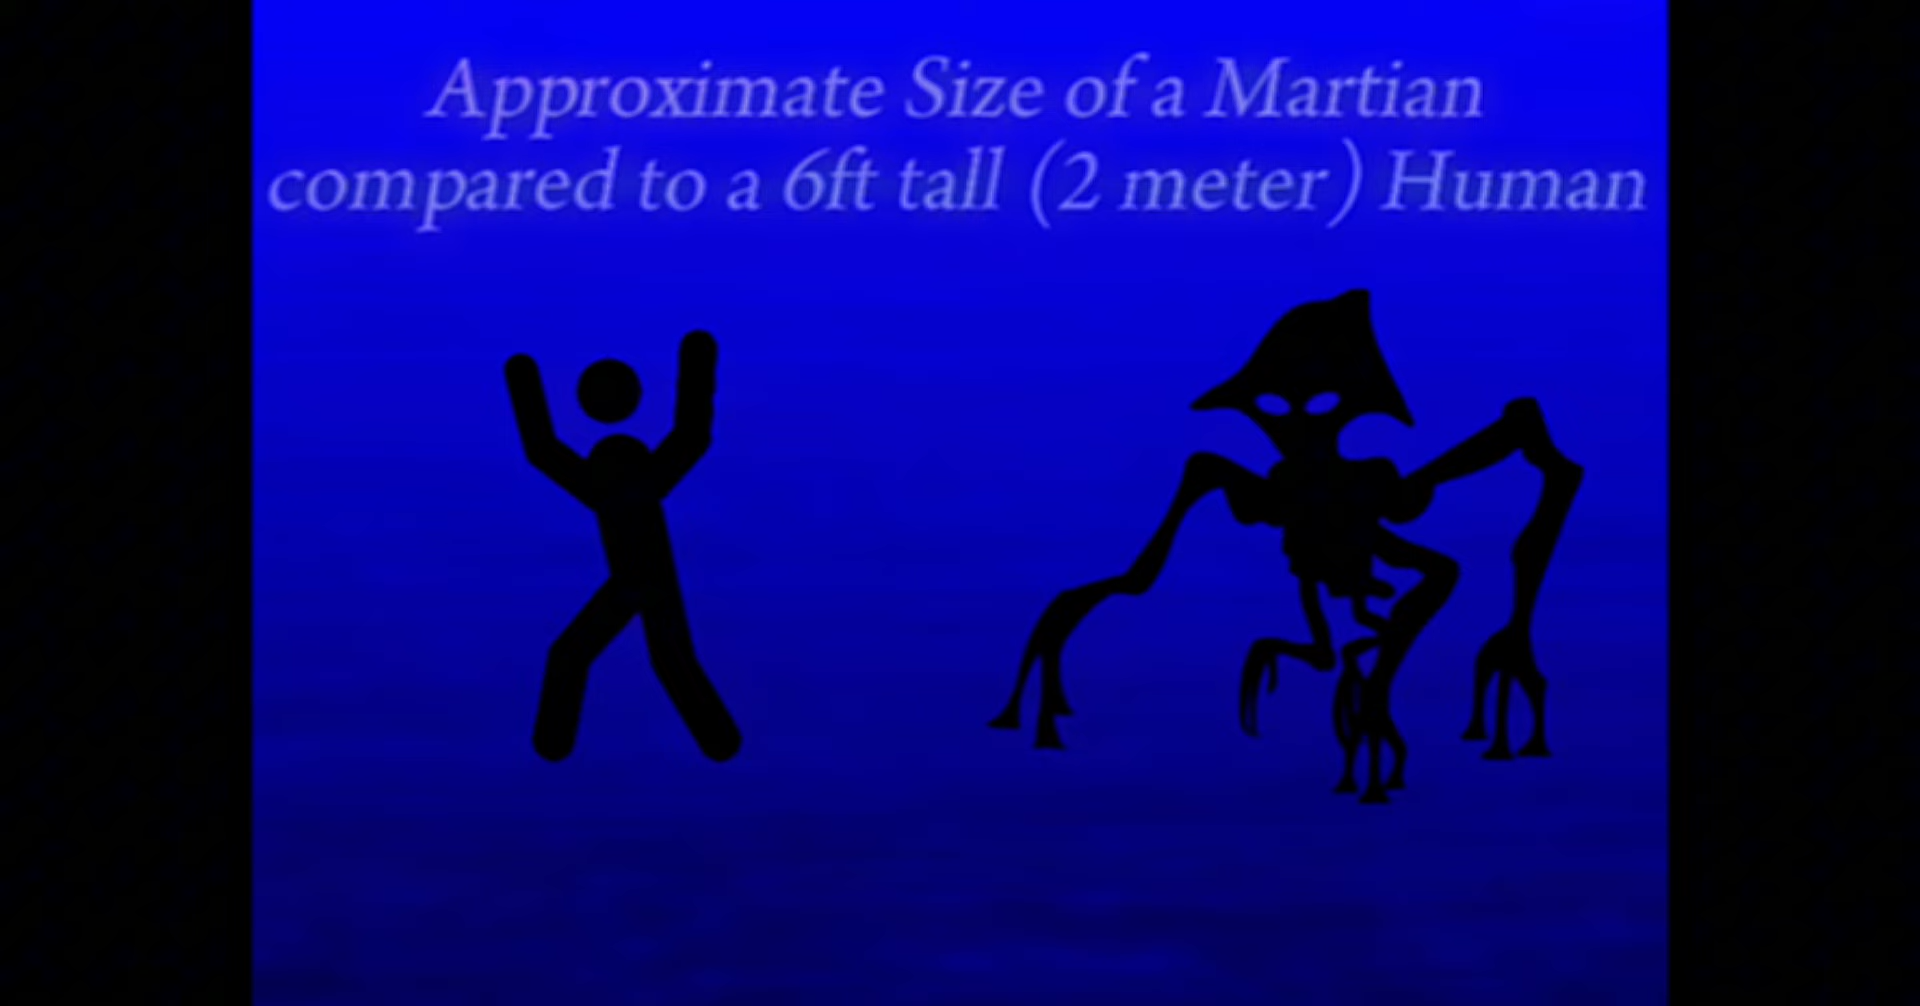 Approximate Size of a Martian
compared to a 6ft tall (2 meter) Human